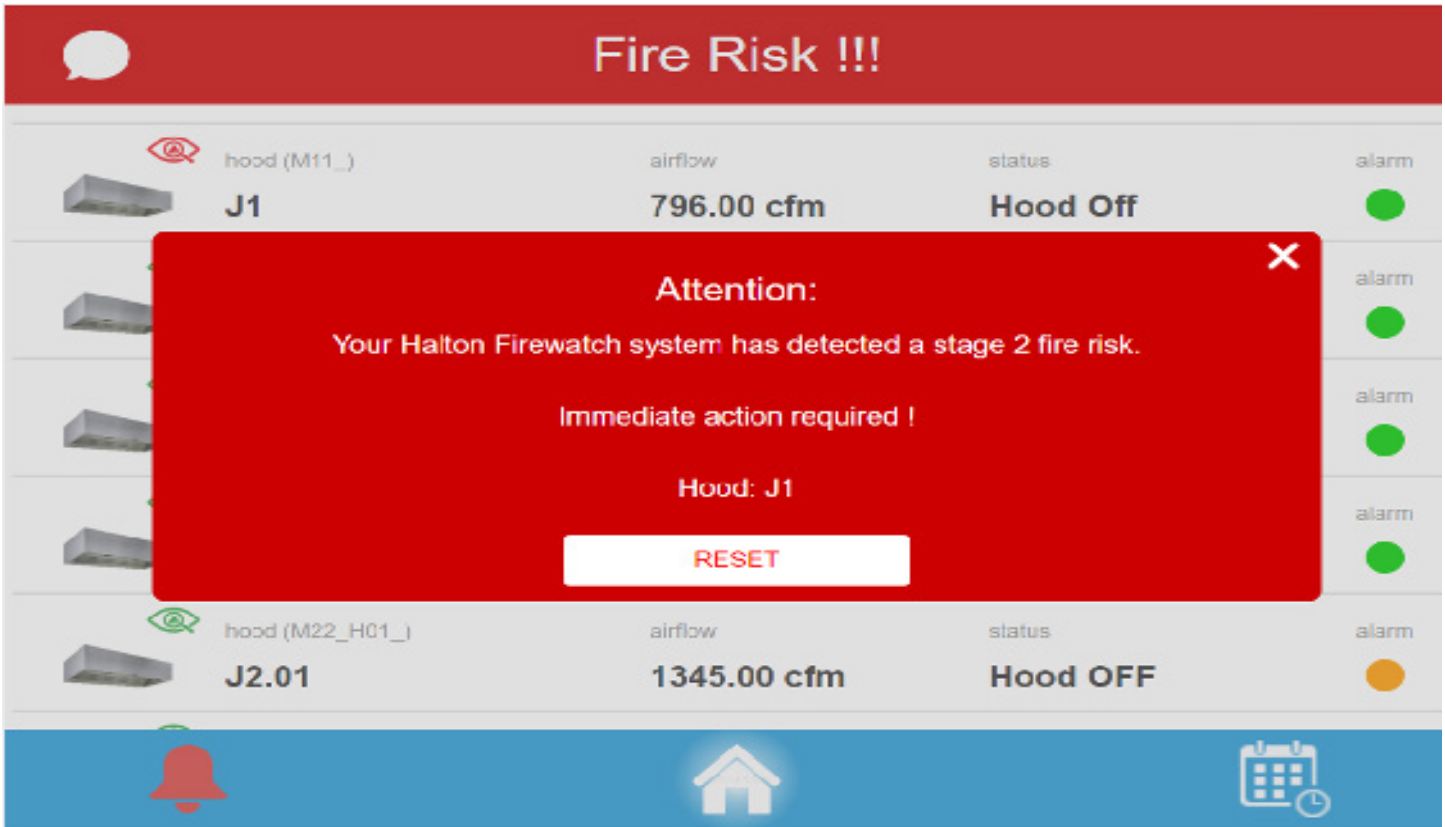 Fire Risk !!!
hood (M11_) airflow status alarm
J1 796.00 cfm Hood Off
alarm
alarm
alarm
Attention:
Your Halton Firewatch system has detected a stage 2 fire risk.
Immediate action required !
Hood: J1
RESET
hood (M22_H01_) airflow status alarm
J2.01 1345.00 cfm Hood OFF